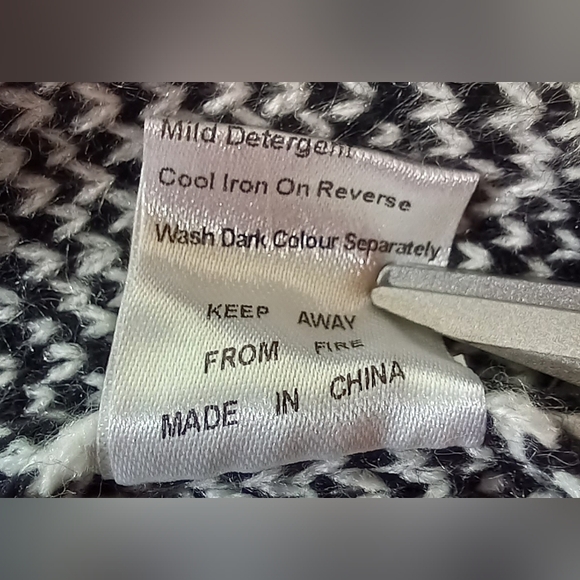 Mild Detergent
Cool Iron On Reverse
Wash Dark Colour Separately
KEEP AWAY
FROM FIRE
MADE IN CHINA